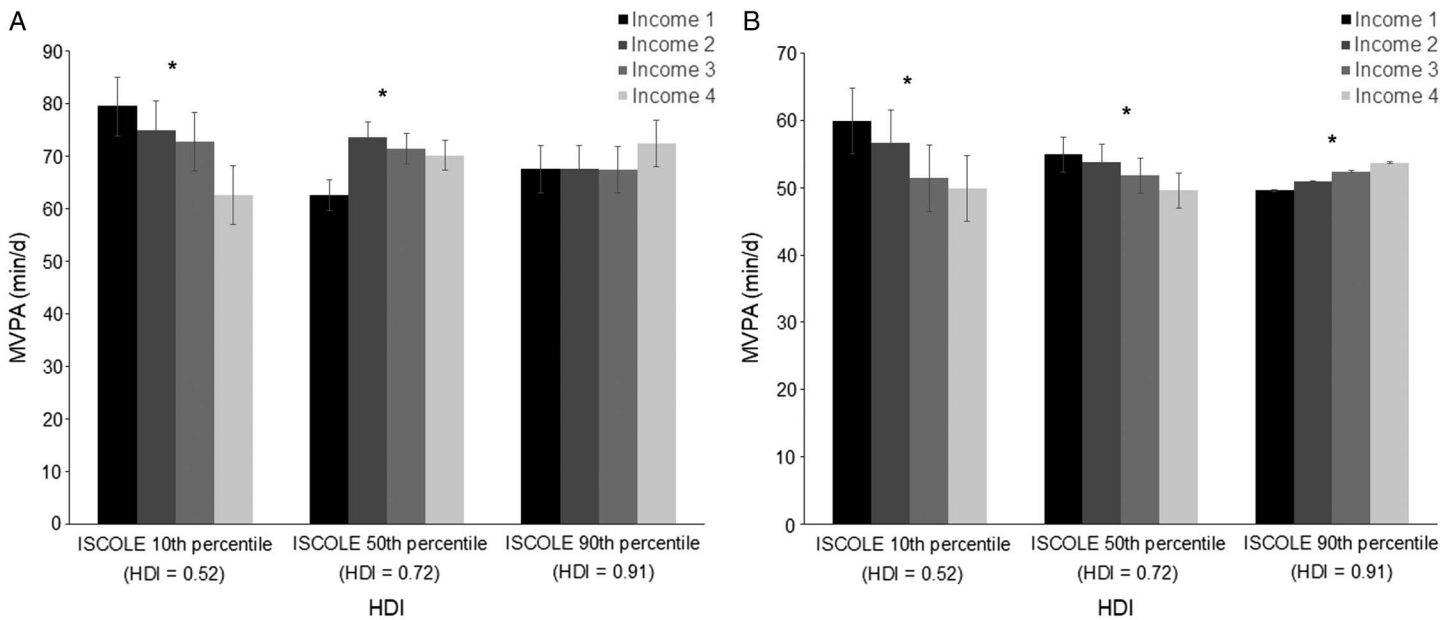 A
Income 1
Income 2
Income 3
Income 4
MVPA (min/d)
90
80
70
60
50
40
30
20
10
0
*
*
ISCOLE 10th percentile
(HDI = 0.52)
ISCOLE 50th percentile
(HDI = 0.72)
ISCOLE 90th percentile
(HDI = 0.91)
HDI
B
Income 1
Income 2
Income 3
Income 4
MVPA (min/d)
70
60
50
40
30
20
10
0
*
*
*
ISCOLE 10th percentile
(HDI = 0.52)
ISCOLE 50th percentile
(HDI = 0.72)
ISCOLE 90th percentile
(HDI = 0.91)
HDI